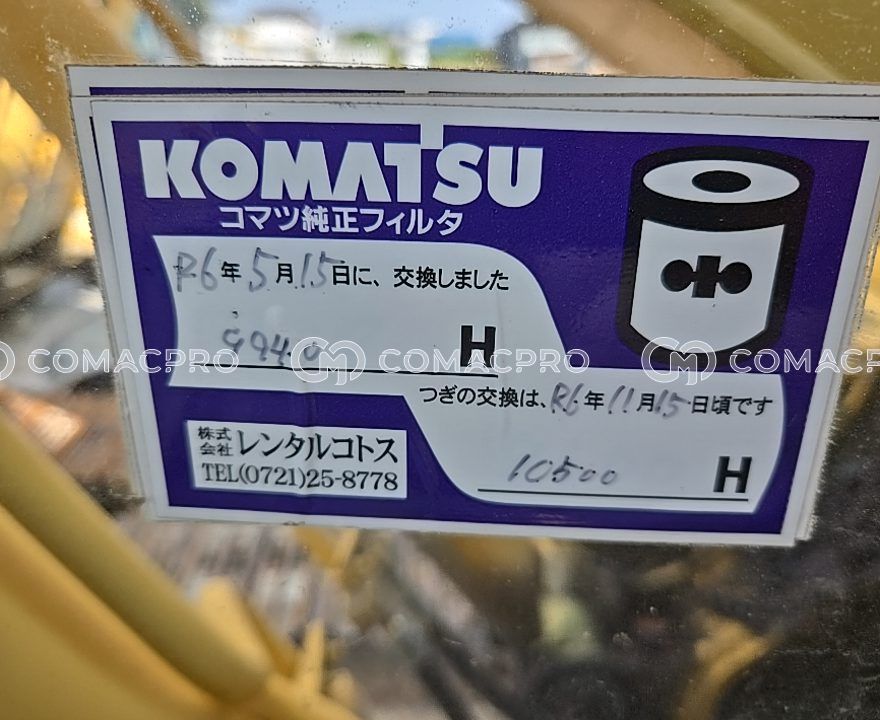 KOMATSU
コマツ純正フィルタ
R6年5月15日に、交換しました
9940 H
COMACPRO COMACPRO COMACPRO
つぎの交換は、R6年11月15日頃です
10500 H
株式会社 レンタルコトス
TEL(0721)25-8778